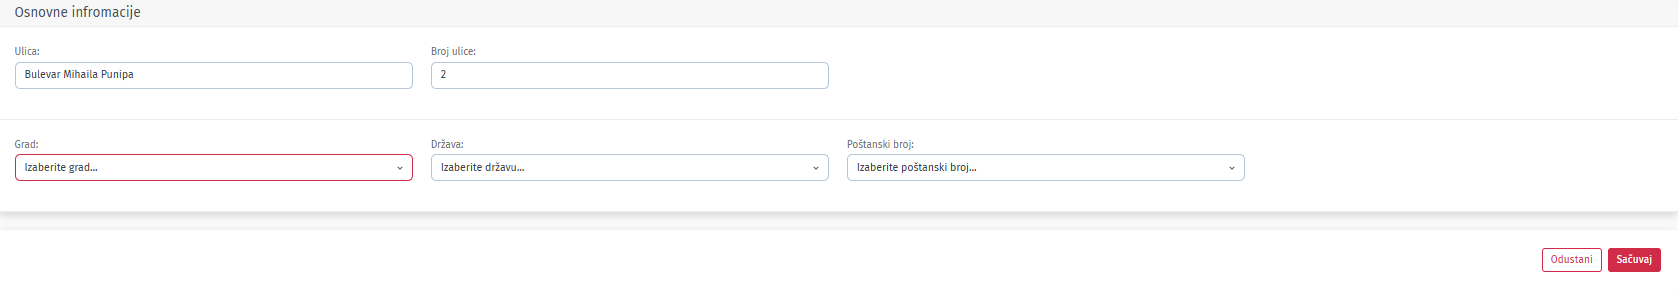 Osnovne infromacije
Ulica:
Broj ulice:
Bulevar Mihaila Punipa
2
Grad:
Država:
Poštanski broj:
Izaberite grad...
Izaberite državu...
Izaberite poštanski broj...
Odustani
Sačuvaj